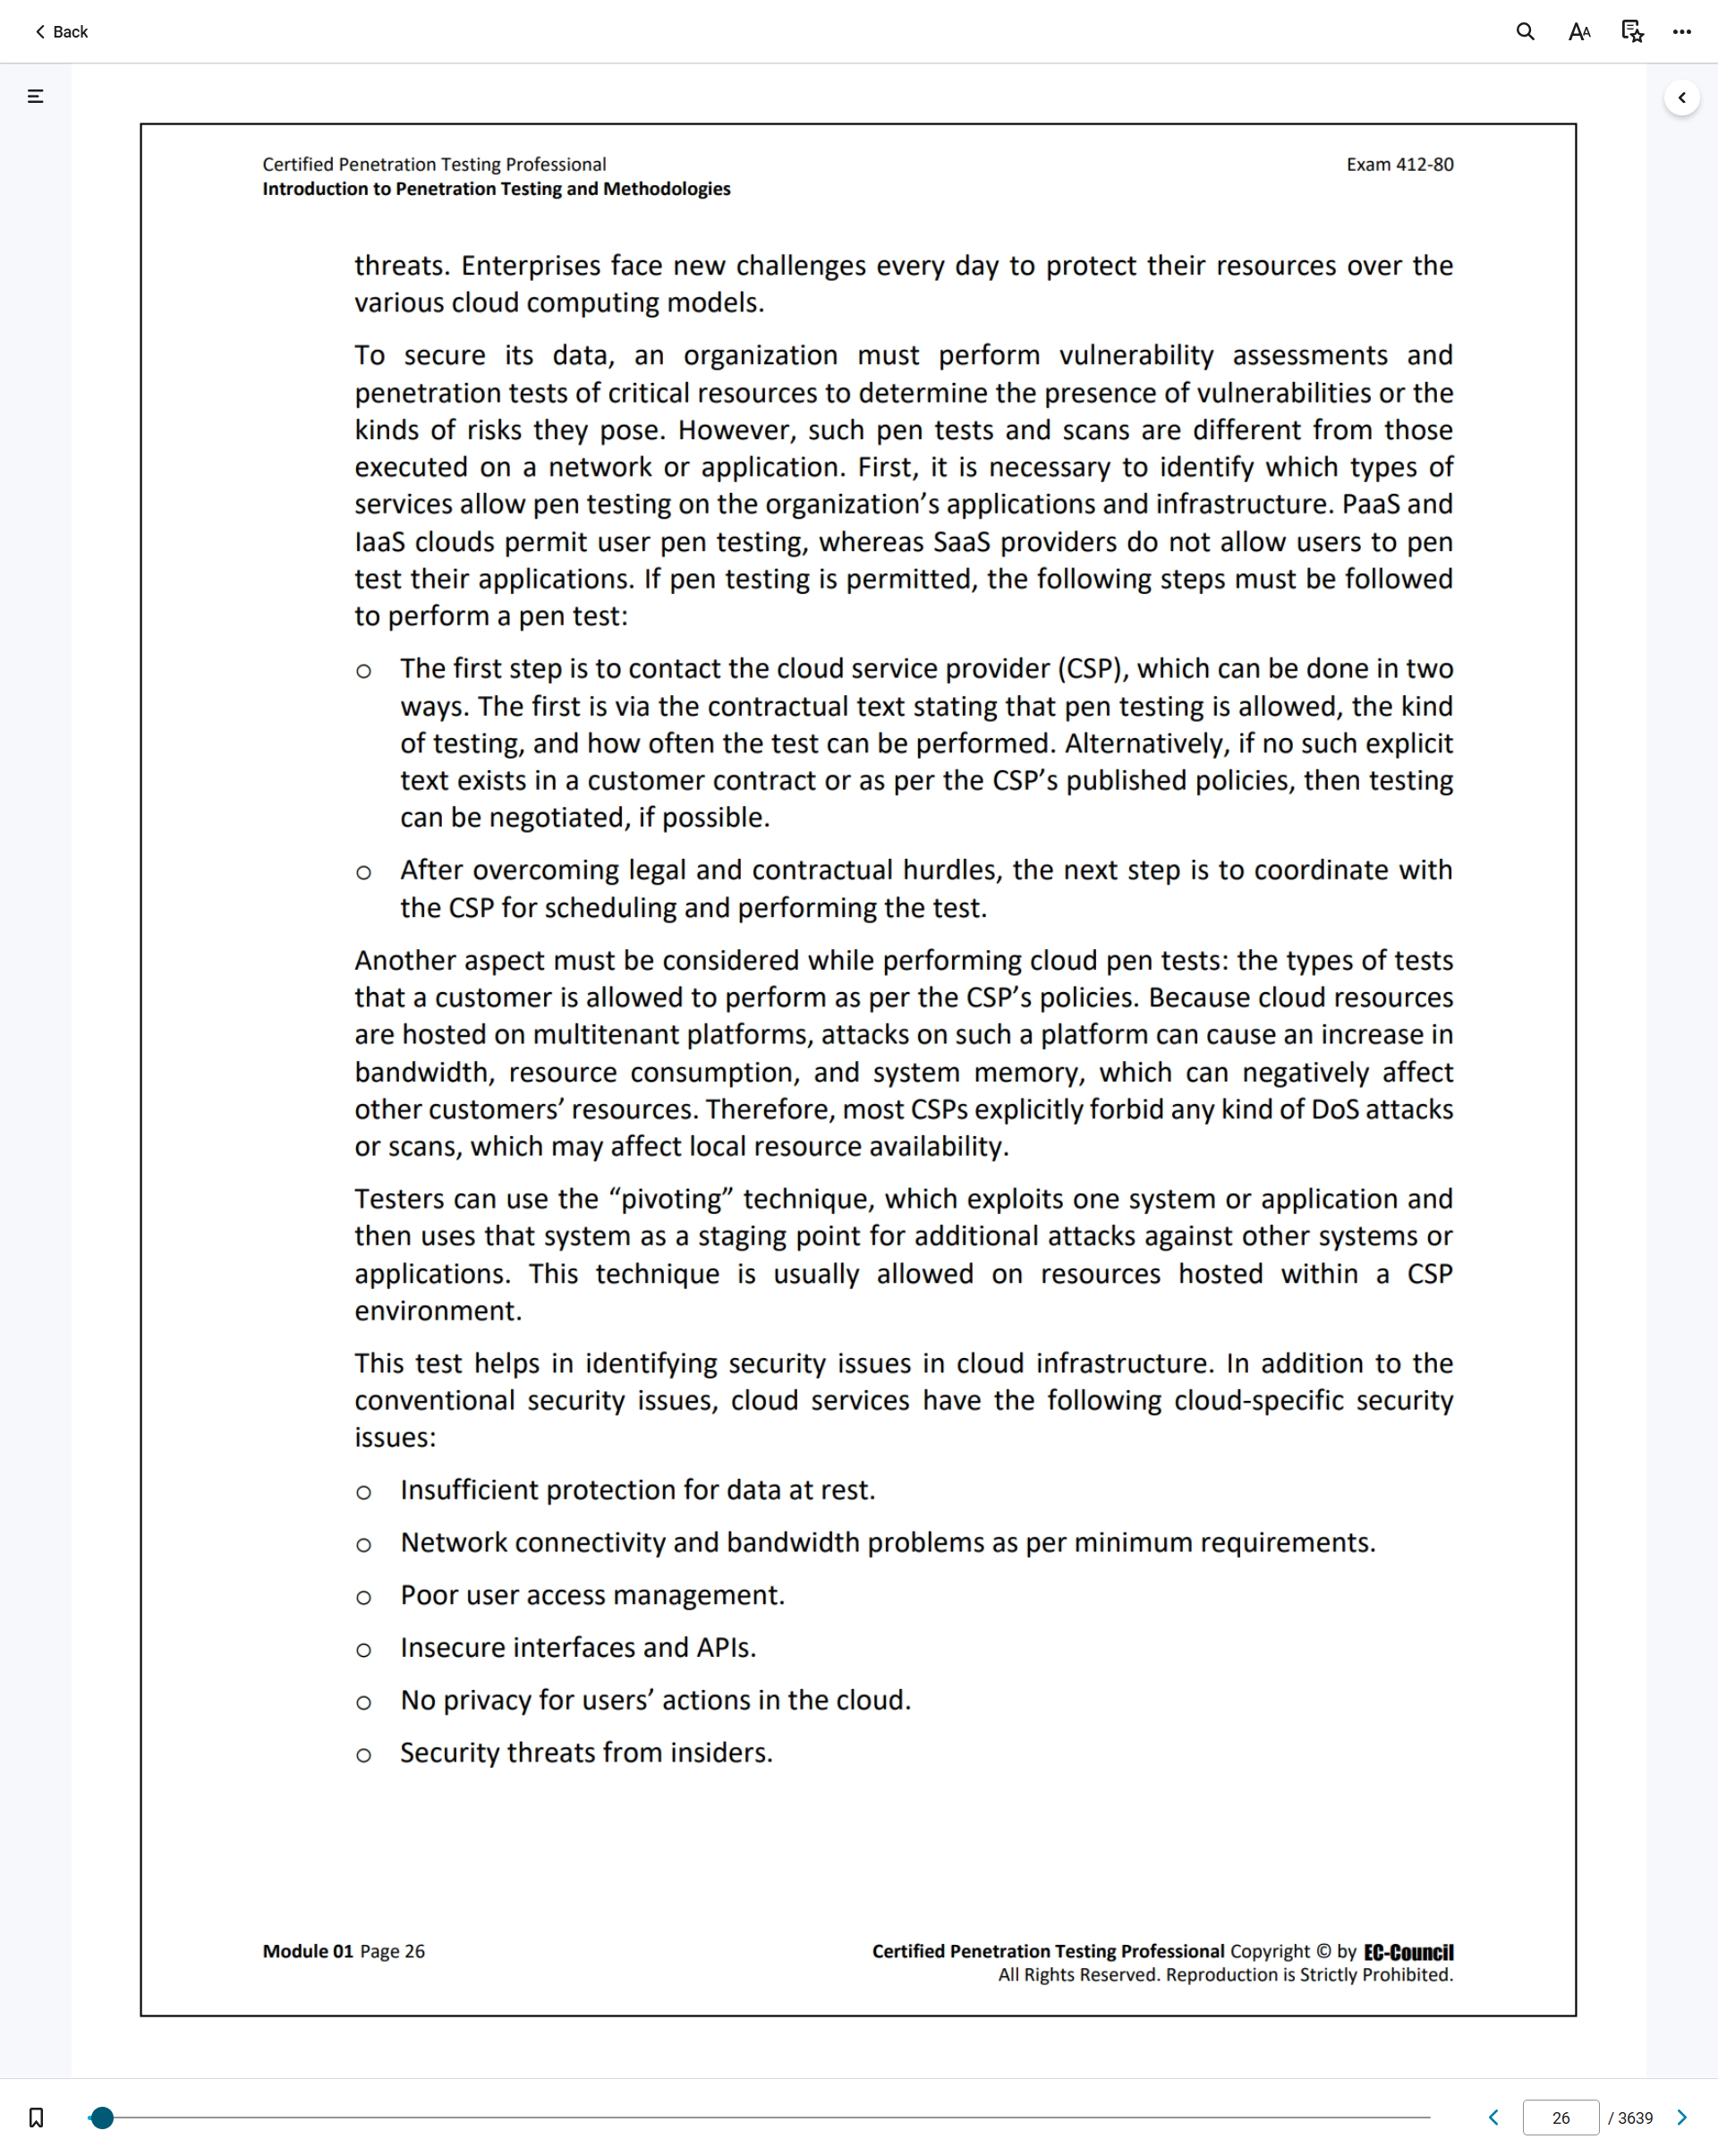 Back
Certified Penetration Testing Professional
Exam 412-80
Introduction to Penetration Testing and Methodologies
threats. Enterprises face new challenges every day to protect their resources over the
various cloud computing models.
To secure its data, an organization must perform vulnerability assessments and
penetration tests of critical resources to determine the presence of vulnerabilities or the
kinds of risks they pose. However, such pen tests and scans are different from those
executed on a network or application. First, it is necessary to identify which types of
services allow pen testing on the organization’s applications and infrastructure. PaaS and
IaaS clouds permit user pen testing, whereas SaaS providers do not allow users to pen
test their applications. If pen testing is permitted, the following steps must be followed
to perform a pen test:
o The first step is to contact the cloud service provider (CSP), which can be done in two
ways. The first is via the contractual text stating that pen testing is allowed, the kind
of testing, and how often the test can be performed. Alternatively, if no such explicit
text exists in a customer contract or as per the CSP’s published policies, then testing
can be negotiated, if possible.
o After overcoming legal and contractual hurdles, the next step is to coordinate with
the CSP for scheduling and performing the test.
Another aspect must be considered while performing cloud pen tests: the types of tests
that a customer is allowed to perform as per the CSP’s policies. Because cloud resources
are hosted on multitenant platforms, attacks on such a platform can cause an increase in
bandwidth, resource consumption, and system memory, which can negatively affect
other customers’ resources. Therefore, most CSPs explicitly forbid any kind of DoS attacks
or scans, which may affect local resource availability.
Testers can use the “pivoting” technique, which exploits one system or application and
then uses that system as a staging point for additional attacks against other systems or
applications. This technique is usually allowed on resources hosted within a CSP
environment.
This test helps in identifying security issues in cloud infrastructure. In addition to the
conventional security issues, cloud services have the following cloud-specific security
issues:
o Insufficient protection for data at rest.
o Network connectivity and bandwidth problems as per minimum requirements.
o Poor user access management.
o Insecure interfaces and APIs.
o No privacy for users’ actions in the cloud.
o Security threats from insiders.
Module 01 Page 26
Certified Penetration Testing Professional Copyright © by EC-Council
All Rights Reserved. Reproduction is Strictly Prohibited.
26 / 3639